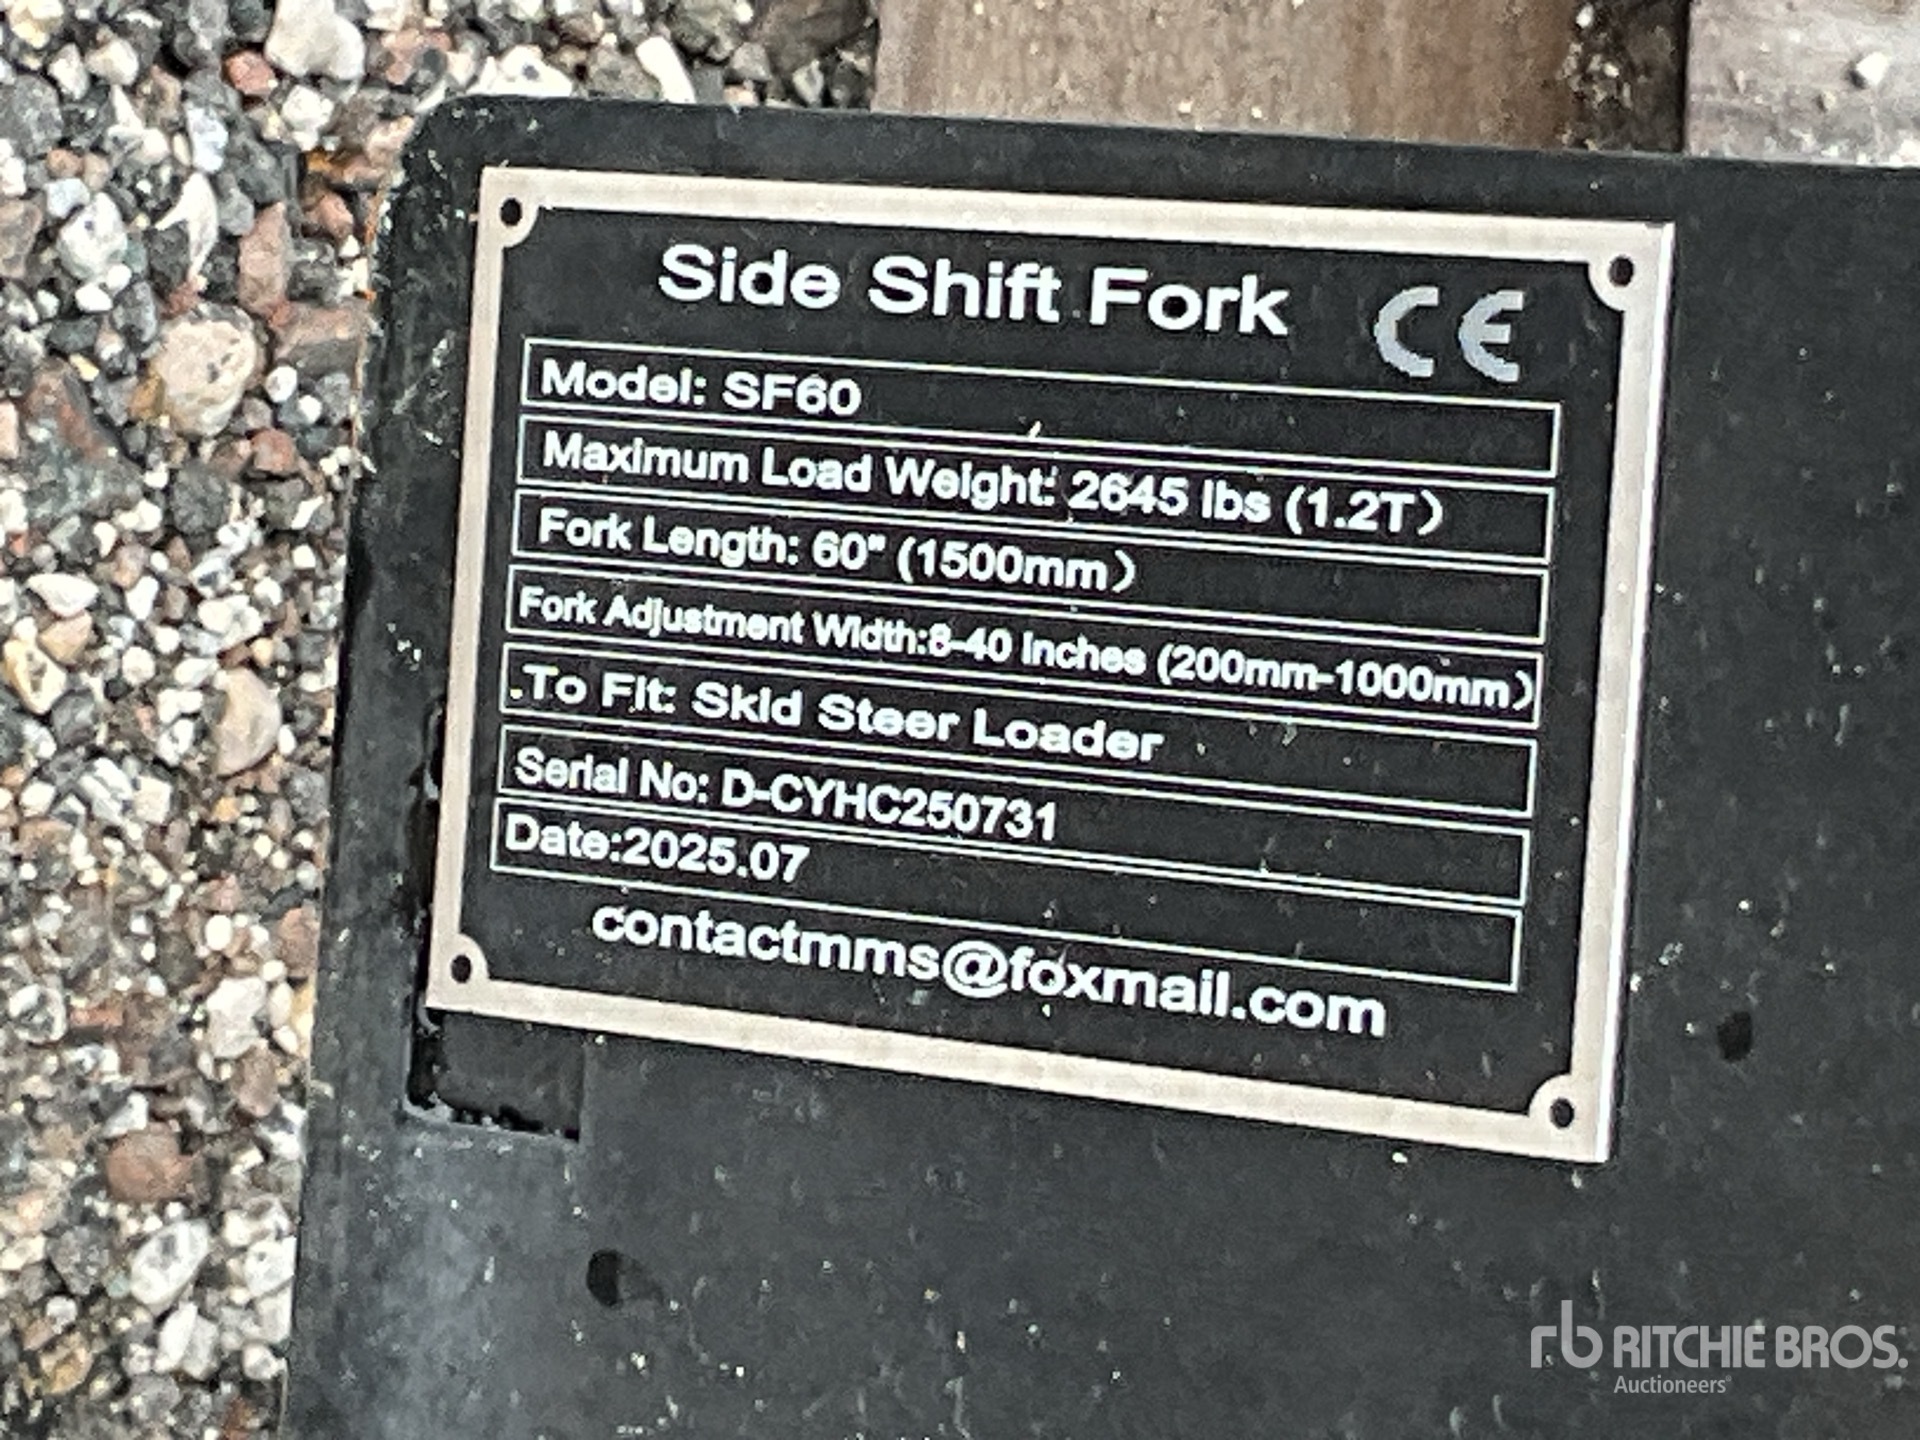 Side Shift Fork CE
Model: SF60
Maximum Load Weight: 2645 lbs (1.2T)
Fork Length: 60" (1500mm)
Fork Adjustment Width:8-40 Inches (200mm-1000mm)
To Fit: Skid Steer Loader
Serial No: D-CYHC250731
Date:2025.07
contactmms@foxmail.com
rb RITCHIE BROS.
Auctioneers